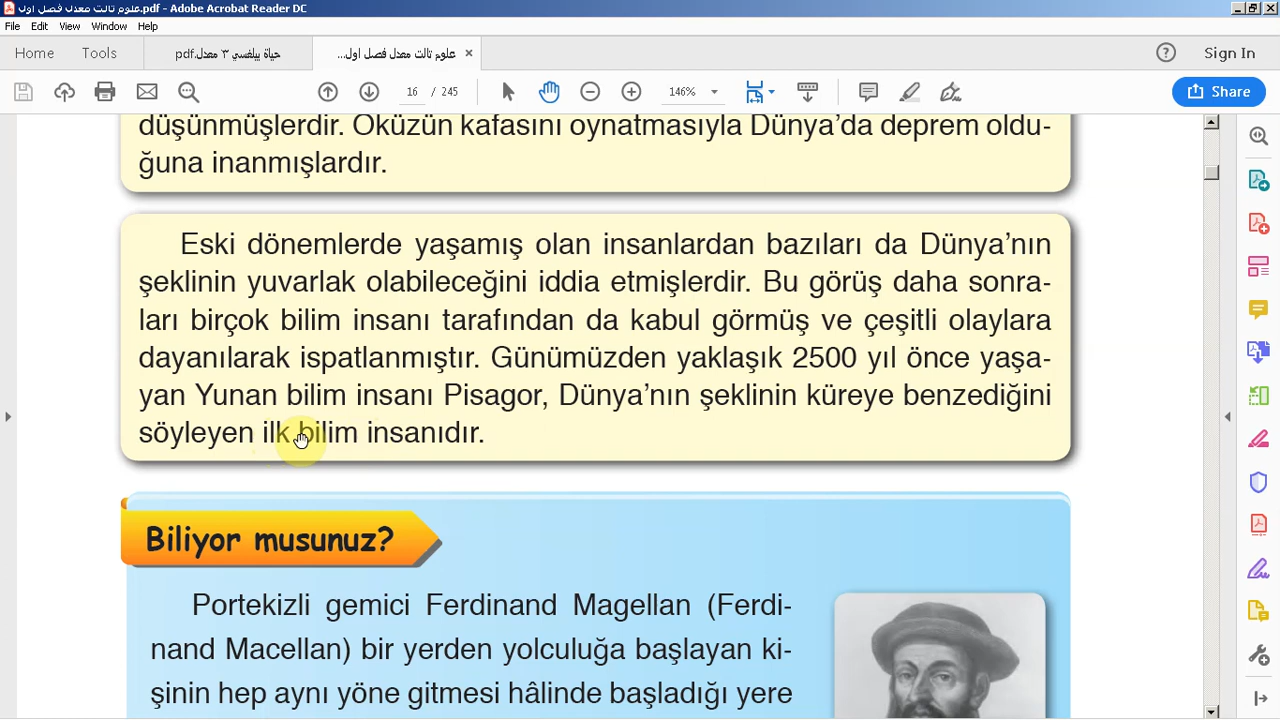 علوم تالت معدل فصل اول.pdf - Adobe Acrobat Reader DC
File Edit View Window Help
Home Tools حياة بيلغسي ٣ معدل.pdf علوم تالت معدل فصل اول... × ? Sign In
16 / 245 146% Share
düşünmüşlerdir. Öküzün kafasını oynatmasıyla Dünya’da deprem oldu-
ğuna inanmışlardır.
Eski dönemlerde yaşamış olan insanlardan bazıları da Dünya’nın
şeklinin yuvarlak olabileceğini iddia etmişlerdir. Bu görüş daha sonra-
ları birçok bilim insanı tarafından da kabul görmüş ve çeşitli olaylara
dayanılarak ispatlanmıştır. Günümüzden yaklaşık 2500 yıl önce yaşa-
yan Yunan bilim insanı Pisagor, Dünya’nın şeklinin küreye benzediğini
söyleyen ilk bilim insanıdır.
Biliyor musunuz?
Portekizli gemici Ferdinand Magellan (Ferdi-
nand Macellan) bir yerden yolculuğa başlayan ki-
şinin hep aynı yöne gitmesi hâlinde başladığı yere